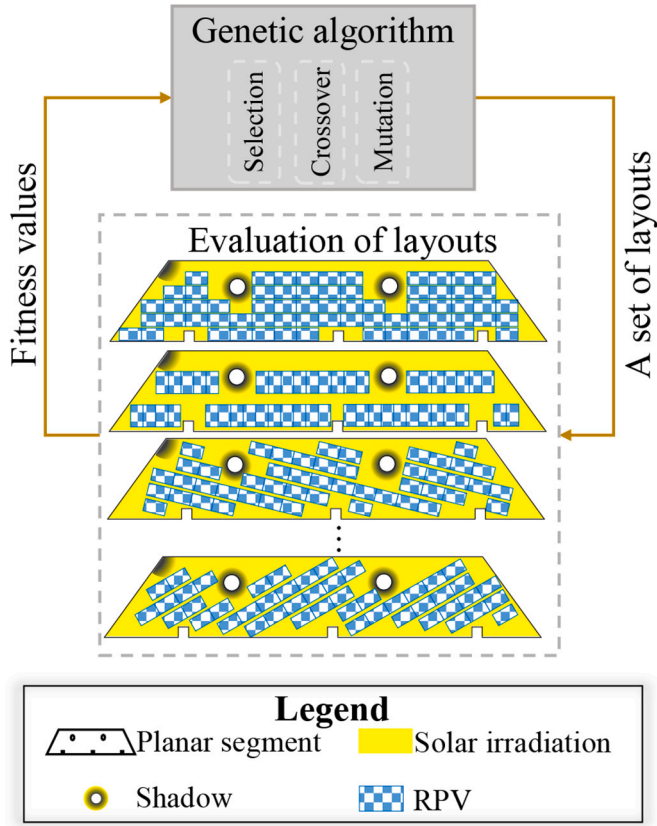 Genetic algorithm
Selection
Crossover
Mutation
Fitness values
A set of layouts
Evaluation of layouts
Legend
Planar segment
Solar irradiation
Shadow
RPV